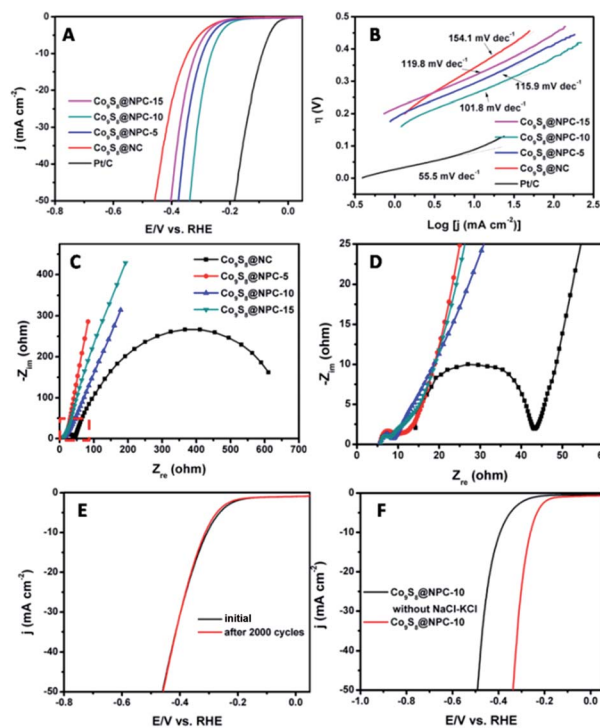 A
j (mA cm⁻²)
0
-10
-20
-30
-40
-50
Co₉S₈@NPC-15
Co₉S₈@NPC-10
Co₉S₈@NPC-5
Co₉S₈@NC
Pt/C
-0.8 -0.6 -0.4 -0.2 0.0
E/V vs. RHE
B
η (V)
0.5
0.4
0.3
0.2
0.1
0.0
154.1 mV dec⁻¹
119.8 mV dec⁻¹
115.9 mV dec⁻¹
101.8 mV dec⁻¹
55.5 mV dec⁻¹
Co₉S₈@NPC-15
Co₉S₈@NPC-10
Co₉S₈@NPC-5
Co₉S₈@NC
Pt/C
-0.5 0.0 0.5 1.0 1.5 2.0 2.5
Log [j (mA cm⁻²)]
C
-Zim (ohm)
400
300
200
100
0
Co₉S₈@NC
Co₉S₈@NPC-5
Co₉S₈@NPC-10
Co₉S₈@NPC-15
0 100 200 300 400 500 600 700
Zre (ohm)
D
-Zim (ohm)
25
20
15
10
5
0
0 10 20 30 40 50
Zre (ohm)
E
j (mA cm⁻²)
0
-10
-20
-30
-40
-50
initial
after 2000 cycles
-0.8 -0.6 -0.4 -0.2 0.0
E/V vs. RHE
F
j (mA cm⁻²)
0
-10
-20
-30
-40
-50
Co₉S₈@NPC-10
without NaCl-KCl
Co₉S₈@NPC-10
-1.0 -0.8 -0.6 -0.4 -0.2 0.0
E/V vs. RHE